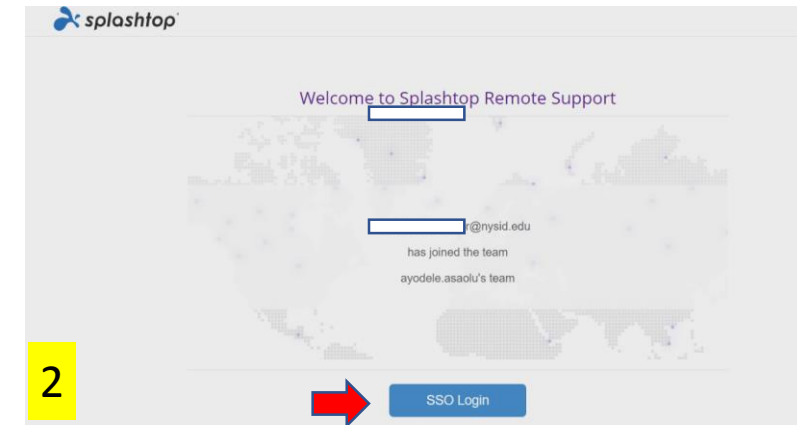 splashtop
Welcome to Splashtop Remote Support
r@nysid.edu
has joined the team
ayodele.asaolu's team
2
SSO Login